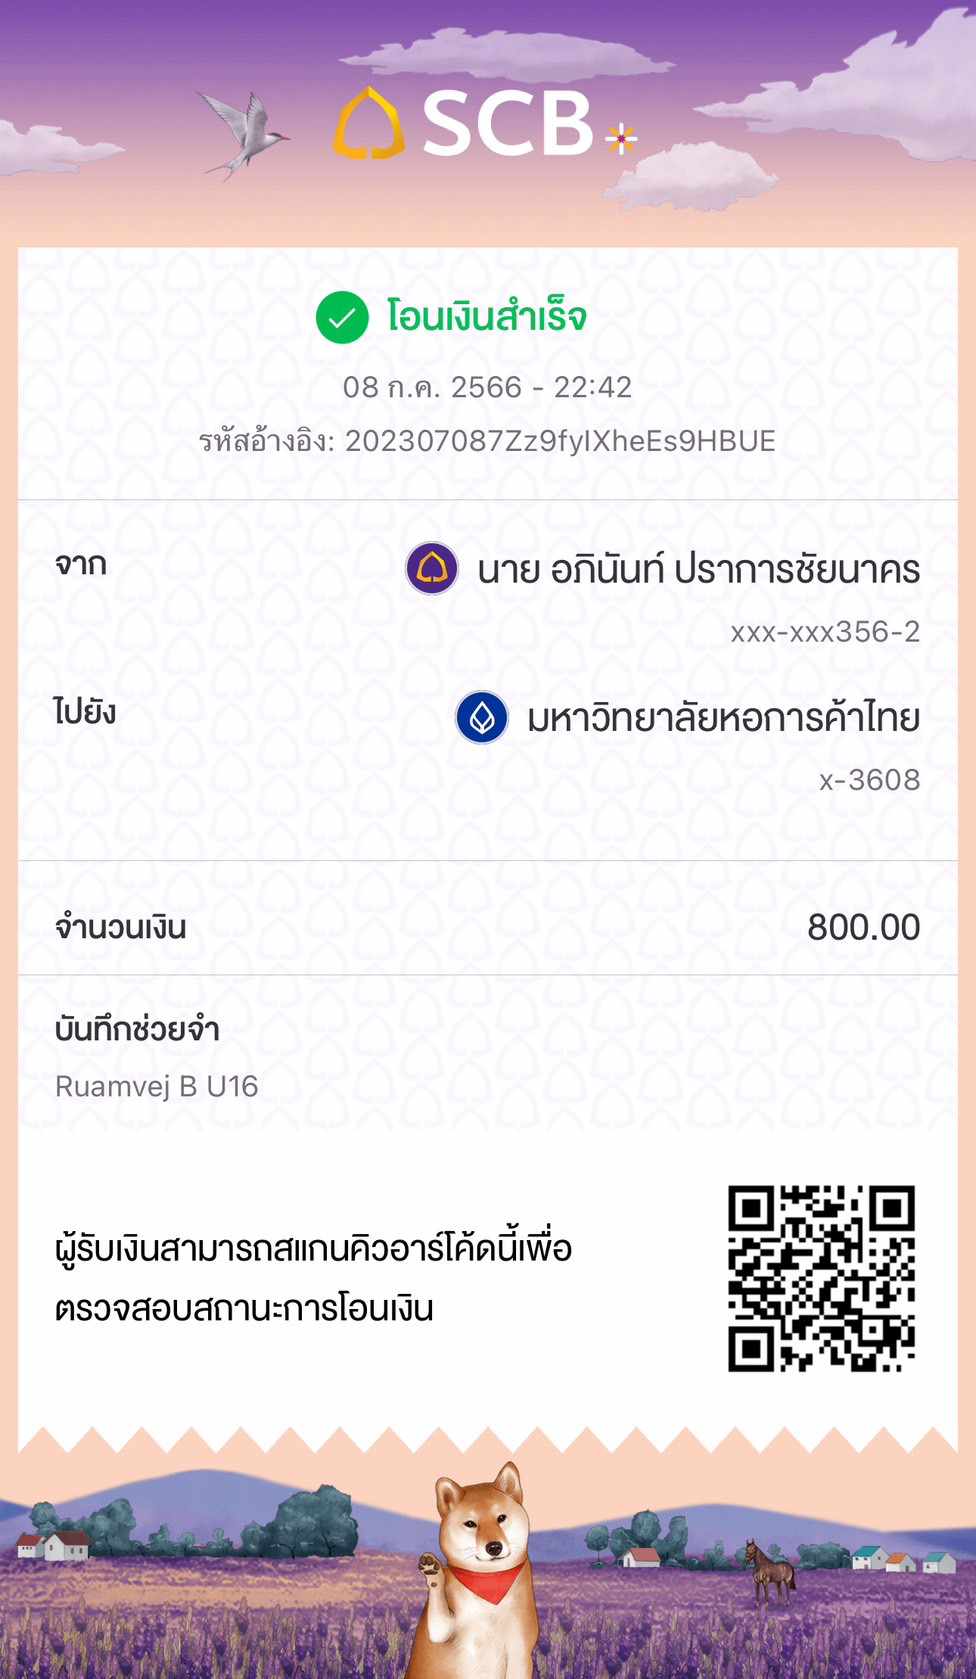 SCB
โอนเงินสำเร็จ
08 ก.ค. 2566 - 22:42
รหัสอ้างอิง: 202307087Zz9fyIXheEs9HBUE
จาก
นาย อภินันท์ ปราการชัยนาคร
xxx-xxx356-2
ไปยัง
มหาวิทยาลัยหอการค้าไทย
x-3608
จำนวนเงิน 800.00
บันทึกช่วยจำ
Ruamvej B U16
ผู้รับเงินสามารถสแกนคิวอาร์โค้ดนี้เพื่อ
ตรวจสอบสถานะการโอนเงิน